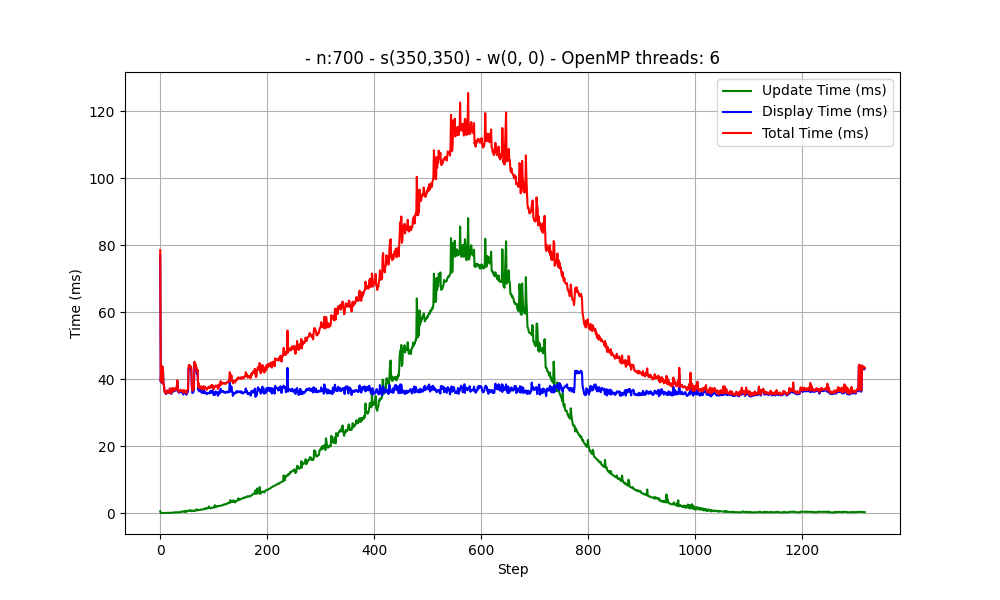 - n:700 - s(350,350) - w(0, 0) - OpenMP threads: 6
Update Time (ms)
Display Time (ms)
Total Time (ms)
Time (ms)
120
100
80
60
40
20
0
0 200 400 600 800 1000 1200
Step